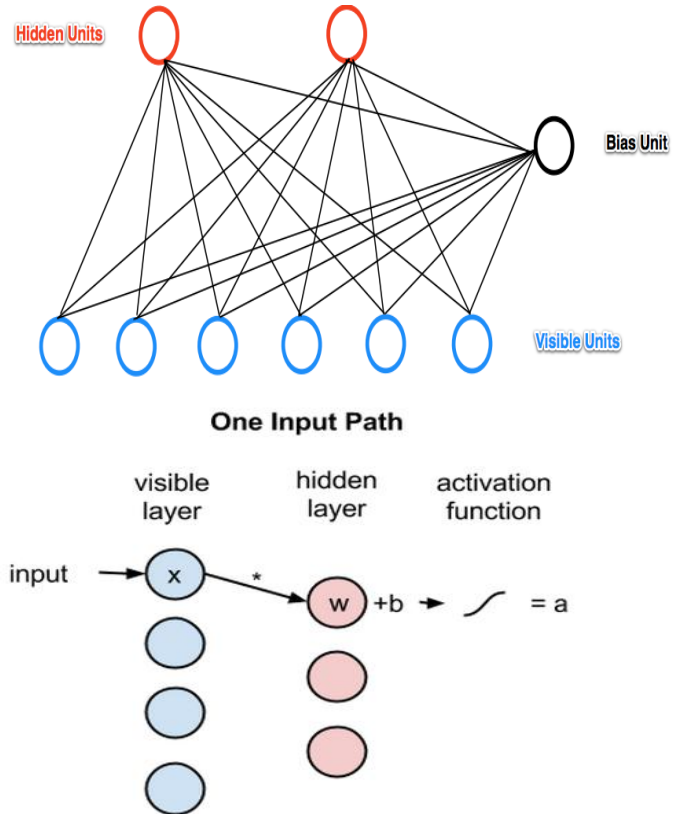 Hidden Units
Bias Unit
Visible Units
One Input Path
visible
layer
hidden
layer
activation
function
input
x
*
w
+b
= a